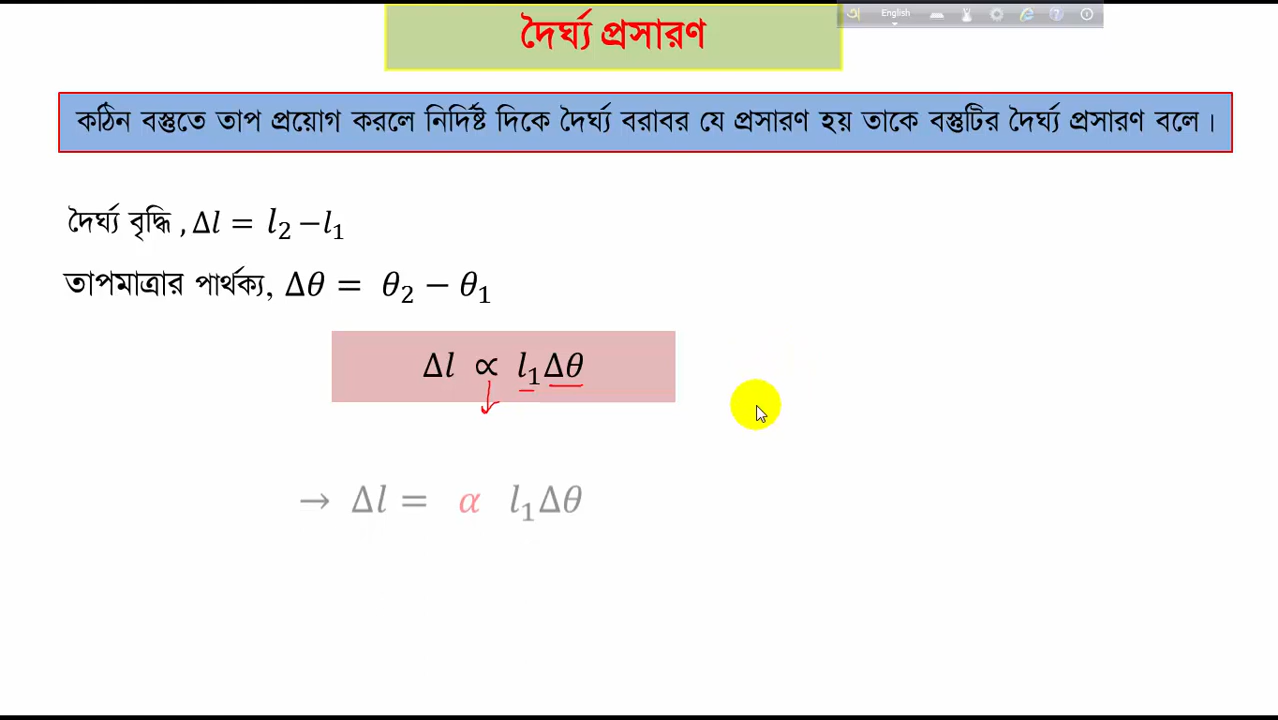 English
দৈর্ঘ্য প্রসারণ
কঠিন বস্তুতে তাপ প্রয়োগ করলে নির্দিষ্ট দিকে দৈর্ঘ্য বরাবর যে প্রসারণ হয় তাকে বস্তুটির দৈর্ঘ্য প্রসারণ বলে।
দৈর্ঘ্য বৃদ্ধি , Δl = l₂ − l₁
তাপমাত্রার পার্থক্য, Δθ = θ₂ − θ₁
Δl ∝ l₁Δθ
→ Δl = α l₁Δθ